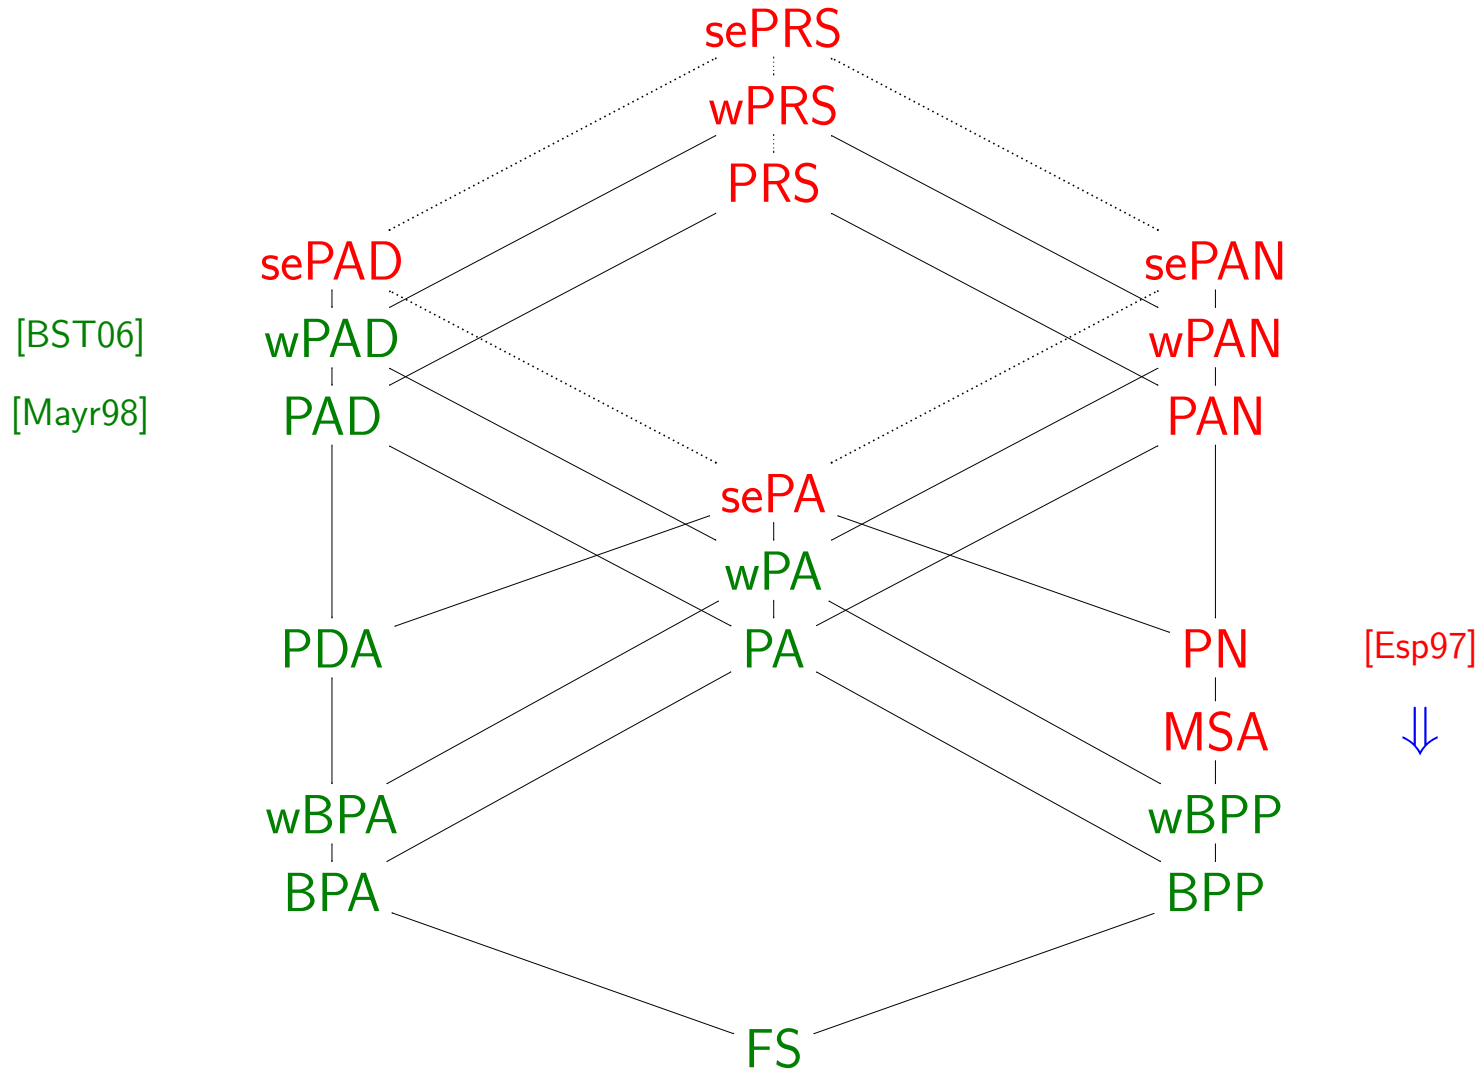 sePRS
wPRS
PRS
sePAD sePAN
[BST06] wPAD wPAN
[Mayr98] PAD PAN
sePA
wPA
PDA PA PN [Esp97]
MSA ⇓
wBPA wBPP
BPA BPP
FS